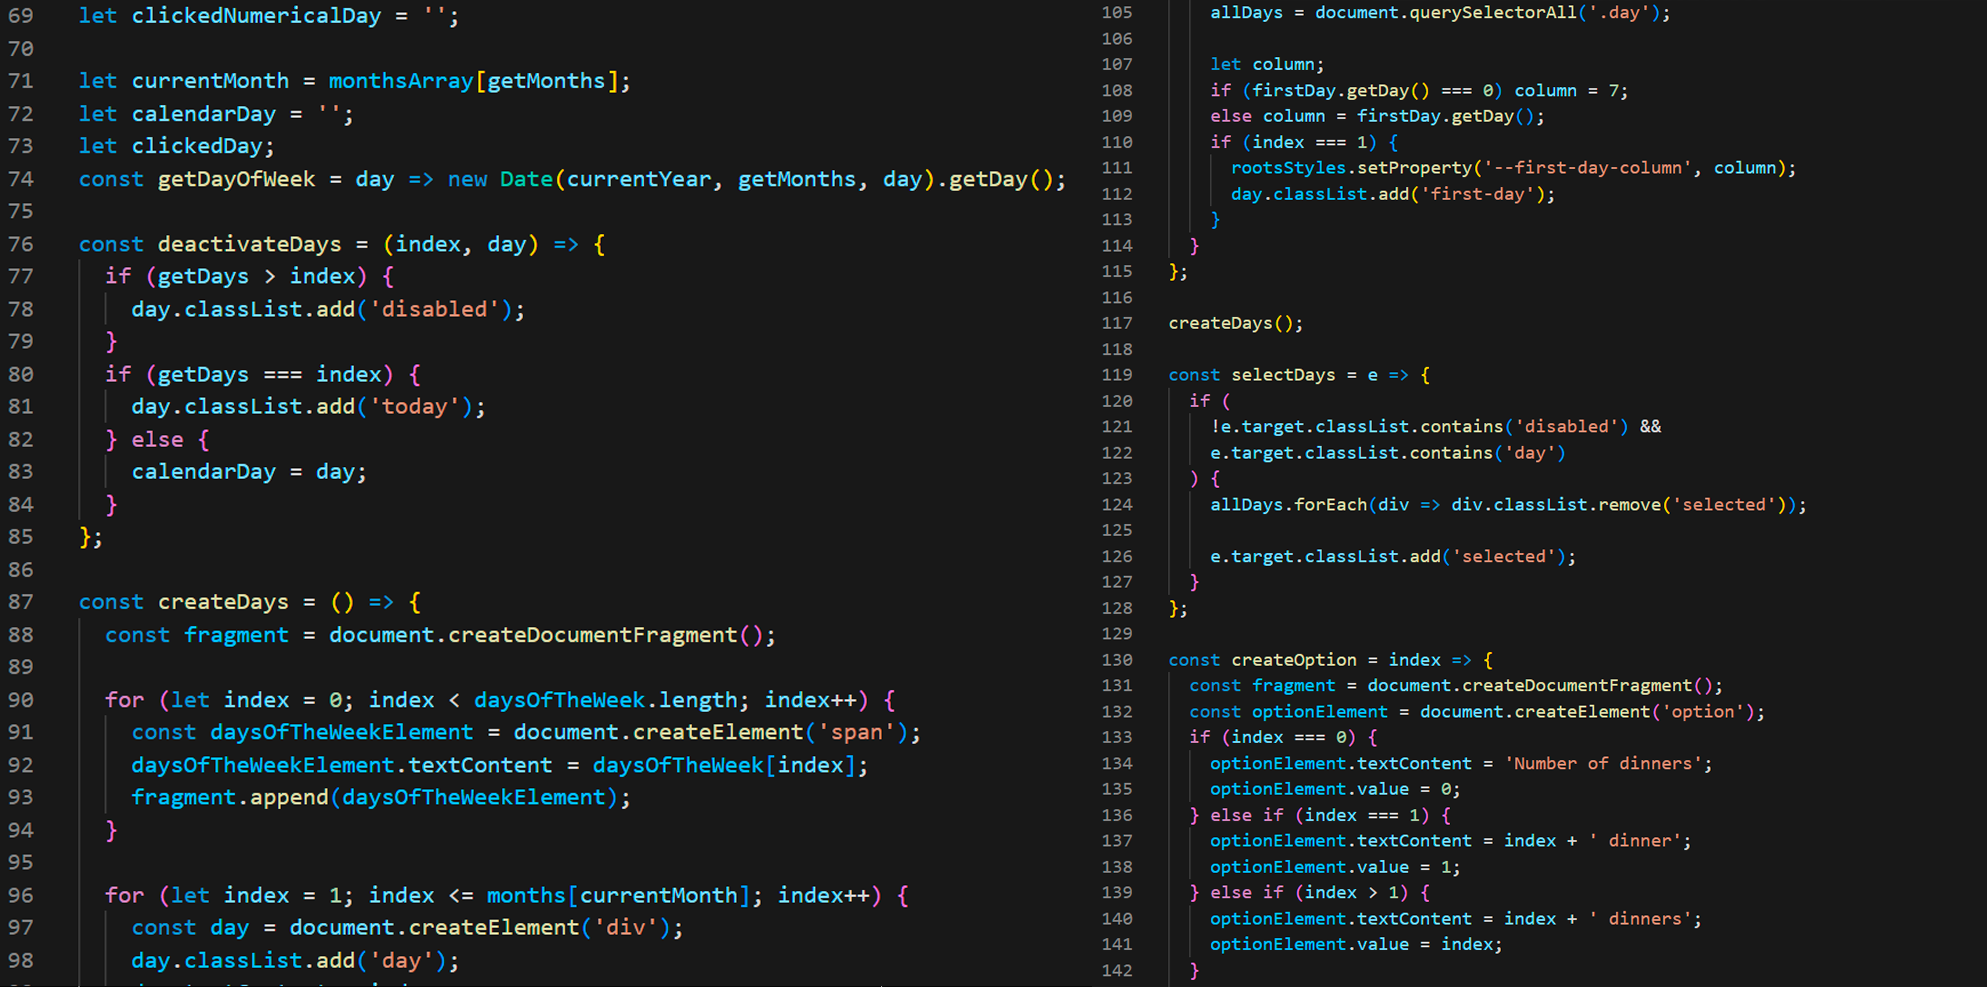 69 let clickedNumericalDay = '';
70
71 let currentMonth = monthsArray[getMonths];
72 let calendarDay = '';
73 let clickedDay;
74 const getDayOfWeek = day => new Date(currentYear, getMonths, day).getDay();
75
76 const deactivateDays = (index, day) => {
77 if (getDays > index) {
78 day.classList.add('disabled');
79 }
80 if (getDays === index) {
81 day.classList.add('today');
82 } else {
83 calendarDay = day;
84 }
85 };
86
87 const createDays = () => {
88 const fragment = document.createDocumentFragment();
89
90 for (let index = 0; index < daysOfTheWeek.length; index++) {
91 const daysOfTheWeekElement = document.createElement('span');
92 daysOfTheWeekElement.textContent = daysOfTheWeek[index];
93 fragment.append(daysOfTheWeekElement);
94 }
95
96 for (let index = 1; index <= months[currentMonth]; index++) {
97 const day = document.createElement('div');
98 day.classList.add('day');
105 allDays = document.querySelectorAll('.day');
106
107 let column;
108 if (firstDay.getDay() === 0) column = 7;
109 else column = firstDay.getDay();
110 if (index === 1) {
111 rootsStyles.setProperty('--first-day-column', column);
112 day.classList.add('first-day');
113 }
114 }
115 };
116
117 createDays();
118
119 const selectDays = e => {
120 if (
121 !e.target.classList.contains('disabled') &&
122 e.target.classList.contains('day')
123 ) {
124 allDays.forEach(div => div.classList.remove('selected'));
125
126 e.target.classList.add('selected');
127 }
128 };
129
130 const createOption = index => {
131 const fragment = document.createDocumentFragment();
132 const optionElement = document.createElement('option');
133 if (index === 0) {
134 optionElement.textContent = 'Number of dinners';
135 optionElement.value = 0;
136 } else if (index === 1) {
137 optionElement.textContent = index + ' dinner';
138 optionElement.value = 1;
139 } else if (index > 1) {
140 optionElement.textContent = index + ' dinners';
141 optionElement.value = index;
142 }